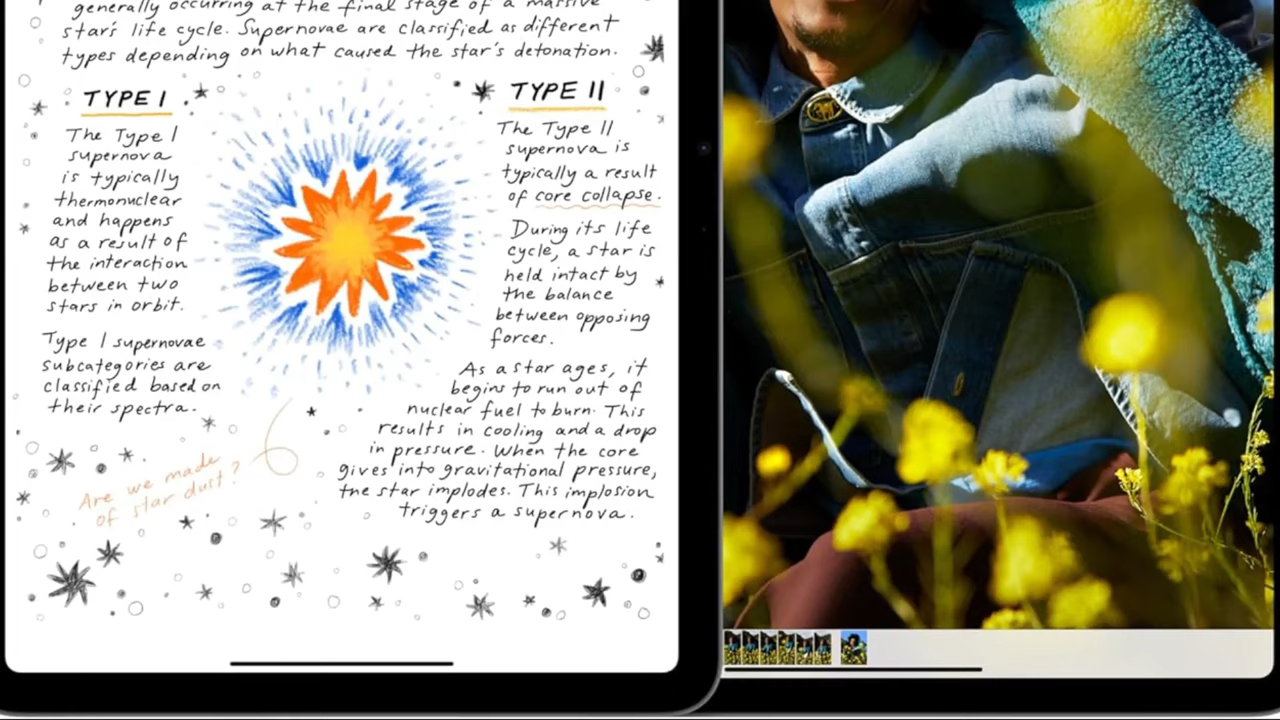 generally occurring at the final stage of a massive
star's life cycle. Supernovae are classified as different
types depending on what caused the star's detonation.
TYPE I
The Type I
supernova
is typically
thermonuclear
and happens
as a result of
the interaction
between two
stars in orbit.
Type I supernovae
subcategories are
classified based on
their spectra.
Are we made
of star dust?
TYPE II
The Type II
supernova is
typically a result
of core collapse.
During its life
cycle, a star is
held intact by
the balance
between opposing
forces.
As a star ages, it
begins to run out of
nuclear fuel to burn. This
results in cooling and a drop
in pressure. When the core
gives into gravitational pressure,
the star implodes. This implosion
triggers a supernova.